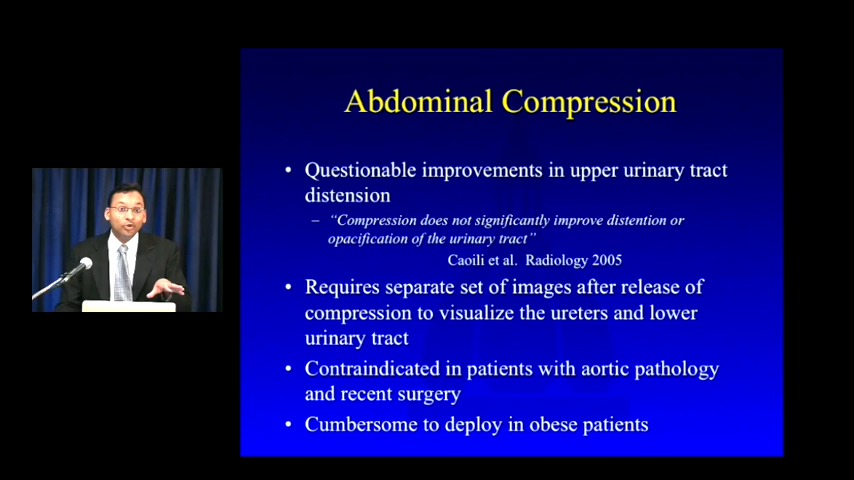 Abdominal Compression
• Questionable improvements in upper urinary tract
distension
– “Compression does not significantly improve distention or
opacification of the urinary tract”
Caoili et al. Radiology 2005
• Requires separate set of images after release of
compression to visualize the ureters and lower
urinary tract
• Contraindicated in patients with aortic pathology
and recent surgery
• Cumbersome to deploy in obese patients